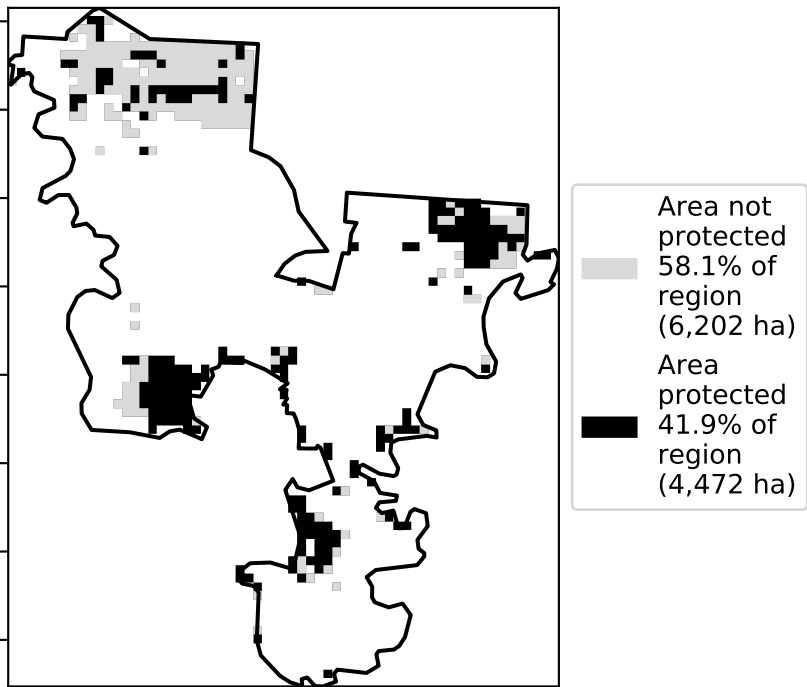 Area not
protected
58.1% of
region
(6,202 ha)
Area
protected
41.9% of
region
(4,472 ha)